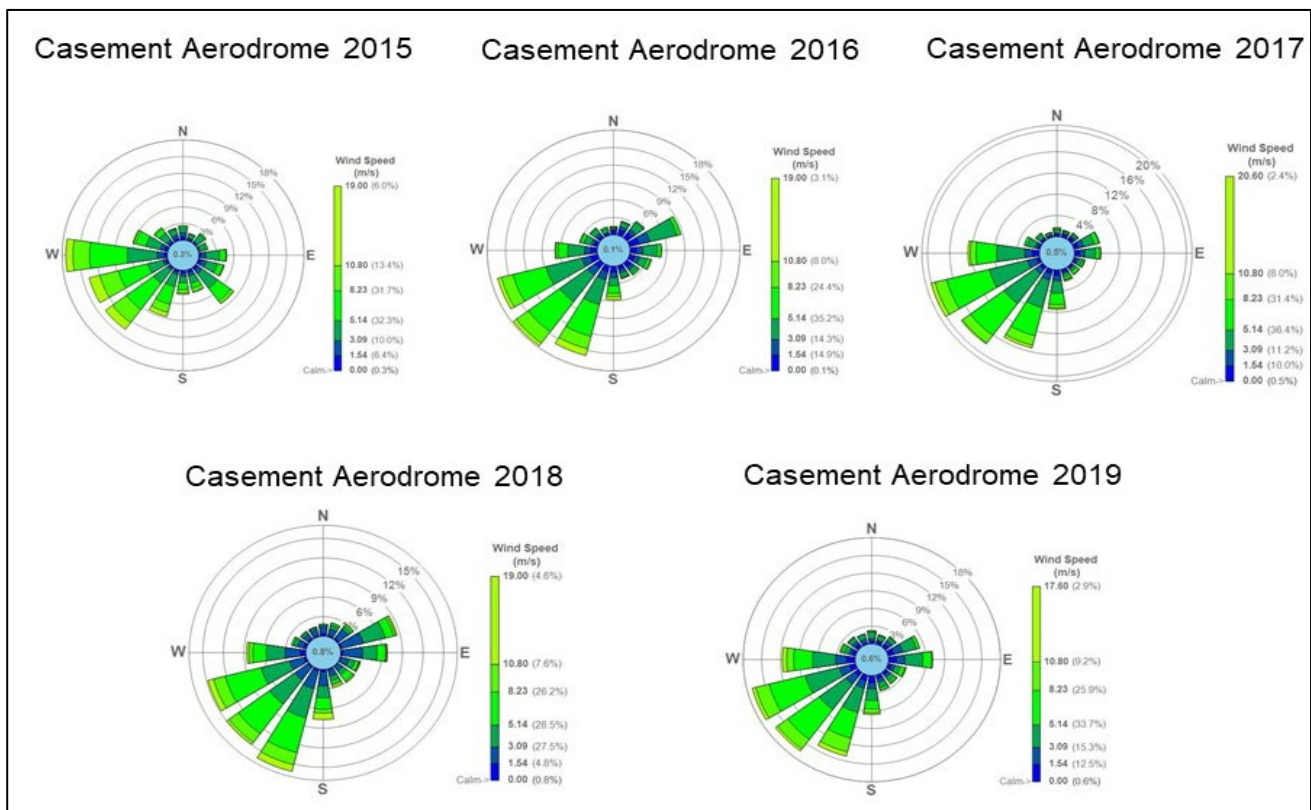 Casement Aerodrome 2015
N
W
E
S
18%
15%
12%
9%
6%
3%
0.3%
Wind Speed
(m/s)
19.00 (6.0%)
10.80 (13.4%)
8.23 (31.7%)
5.14 (32.3%)
3.09 (10.0%)
1.54 (6.4%)
Calm-> 0.00 (0.3%)
Casement Aerodrome 2016
N
W
E
S
18%
15%
12%
9%
6%
0.1%
Wind Speed
(m/s)
19.00 (3.1%)
10.80 (8.0%)
8.23 (24.4%)
5.14 (35.2%)
3.09 (14.3%)
1.54 (14.9%)
Calm-> 0.00 (0.1%)
Casement Aerodrome 2017
N
W
E
S
20%
16%
12%
8%
4%
0.5%
Wind Speed
(m/s)
20.60 (2.4%)
10.80 (8.0%)
8.23 (31.4%)
5.14 (36.4%)
3.09 (11.2%)
1.54 (10.0%)
Calm-> 0.00 (0.5%)
Casement Aerodrome 2018
N
W
E
S
15%
12%
9%
6%
0.8%
Wind Speed
(m/s)
19.00 (4.6%)
10.80 (7.6%)
8.23 (26.2%)
5.14 (28.5%)
3.09 (27.5%)
1.54 (4.8%)
Calm-> 0.00 (0.8%)
Casement Aerodrome 2019
N
W
E
S
18%
15%
12%
9%
6%
3%
0.6%
Wind Speed
(m/s)
17.60 (2.9%)
10.80 (9.2%)
8.23 (25.9%)
5.14 (33.7%)
3.09 (15.3%)
1.54 (12.5%)
Calm-> 0.00 (0.6%)